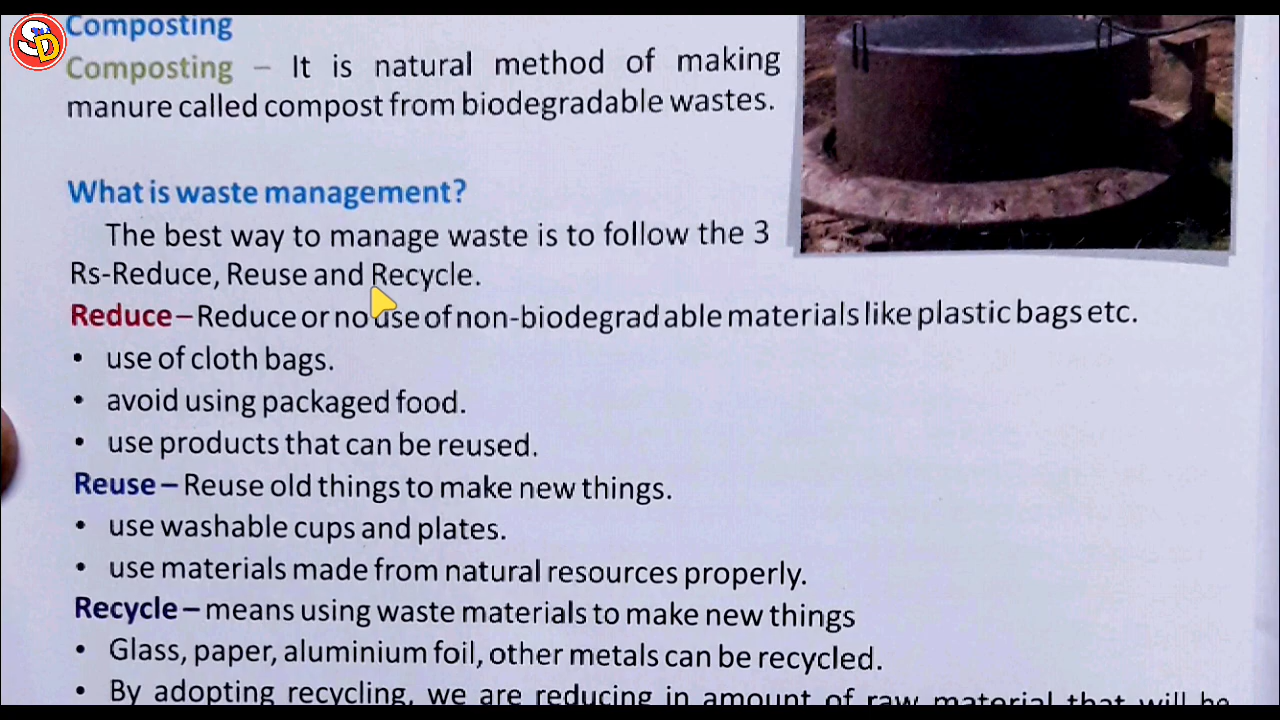 SD
Composting
Composting – It is natural method of making
manure called compost from biodegradable wastes.
What is waste management?
The best way to manage waste is to follow the 3
Rs-Reduce, Reuse and Recycle.
Reduce – Reduce or no use of non-biodegradable materials like plastic bags etc.
• use of cloth bags.
• avoid using packaged food.
• use products that can be reused.
Reuse – Reuse old things to make new things.
• use washable cups and plates.
• use materials made from natural resources properly.
Recycle – means using waste materials to make new things
• Glass, paper, aluminium foil, other metals can be recycled.
• By adopting recycling, we are reducing in amount of raw material that will be